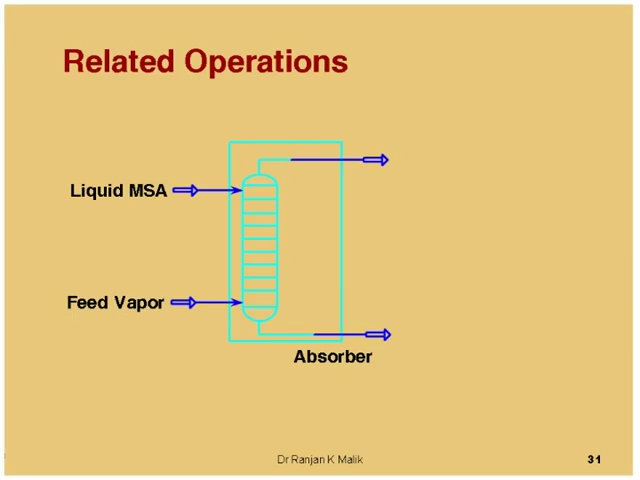 Related Operations
Liquid MSA
Feed Vapor
Absorber
Dr Ranjan K Malik
31